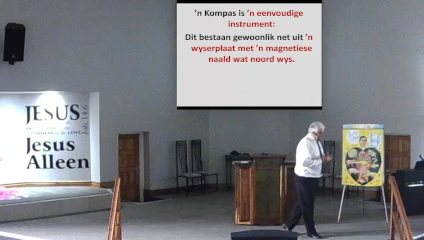 'n Kompas is 'n eenvoudige
instrument:
Dit bestaan gewoonlik net uit 'n
wyserplaat met 'n magnetiese
naald wat noord wys.
JESUS
Jesus
Alleen